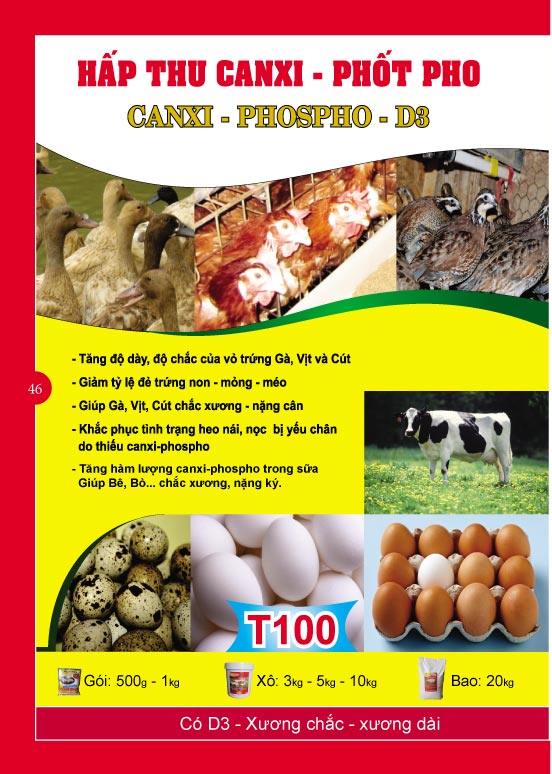 HẤP THU CANXI - PHỐT PHO
CANXI - PHOSPHO - D3
- Tăng độ dày, độ chắc của vỏ trứng Gà, Vịt và Cút
- Giảm tỷ lệ đẻ trứng non - mỏng - méo
46
- Giúp Gà, Vịt, Cút chắc xương - nặng cân
- Khắc phục tình trạng heo nái, nọc bị yếu chân
do thiếu canxi-phospho
- Tăng hàm lượng canxi-phospho trong sữa
Giúp Bê, Bò... chắc xương, nặng ký.
T100
Gói: 500g - 1kg
Xô: 3kg - 5kg - 10kg
Bao: 20kg
Có D3 - Xương chắc - xương dài